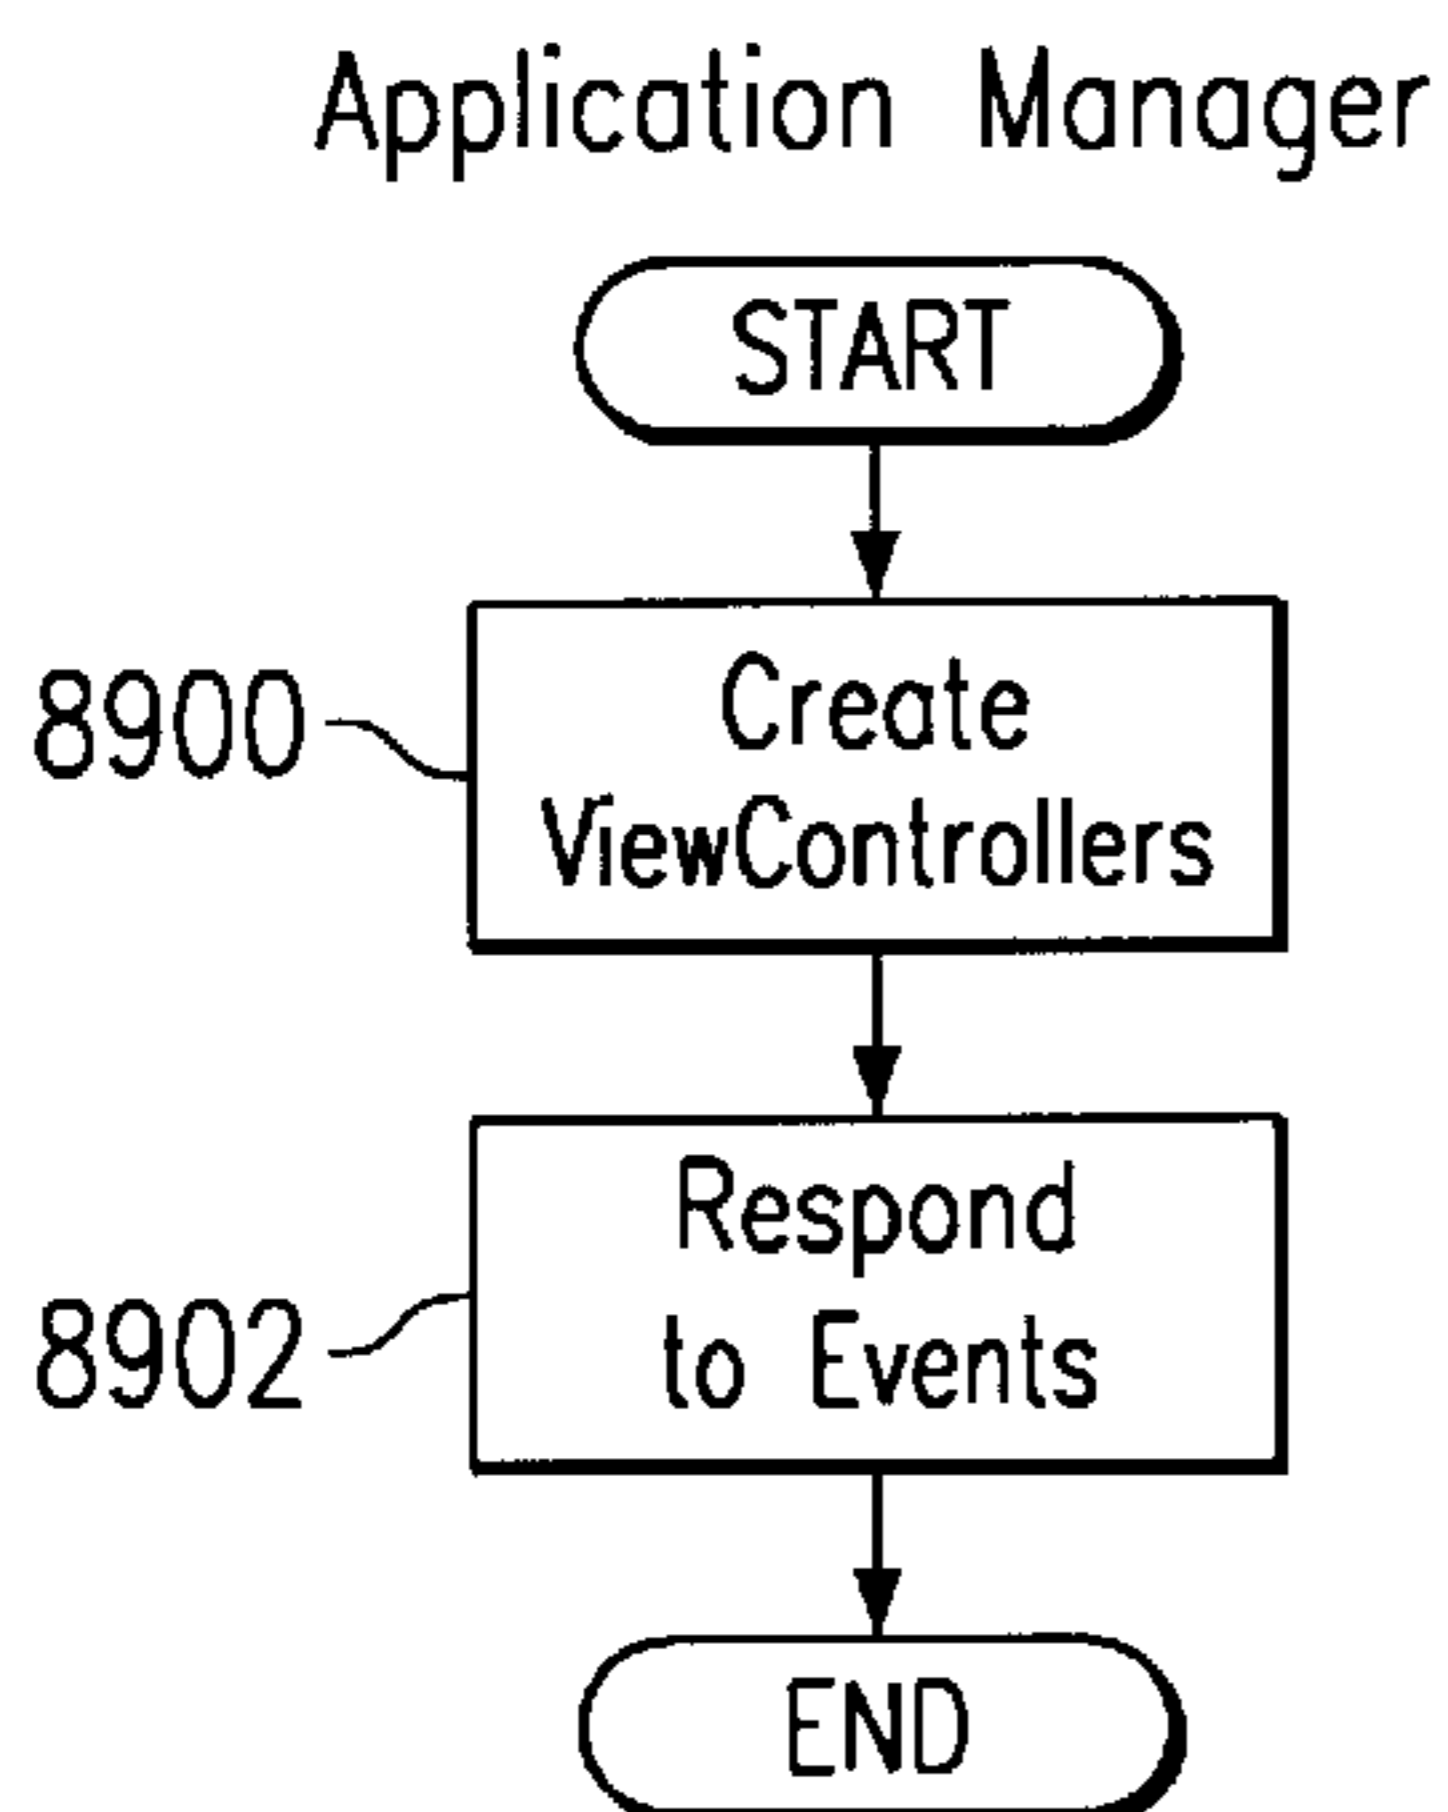 Application Manager
START
8900
Create
ViewControllers
8902
Respond
to Events
END